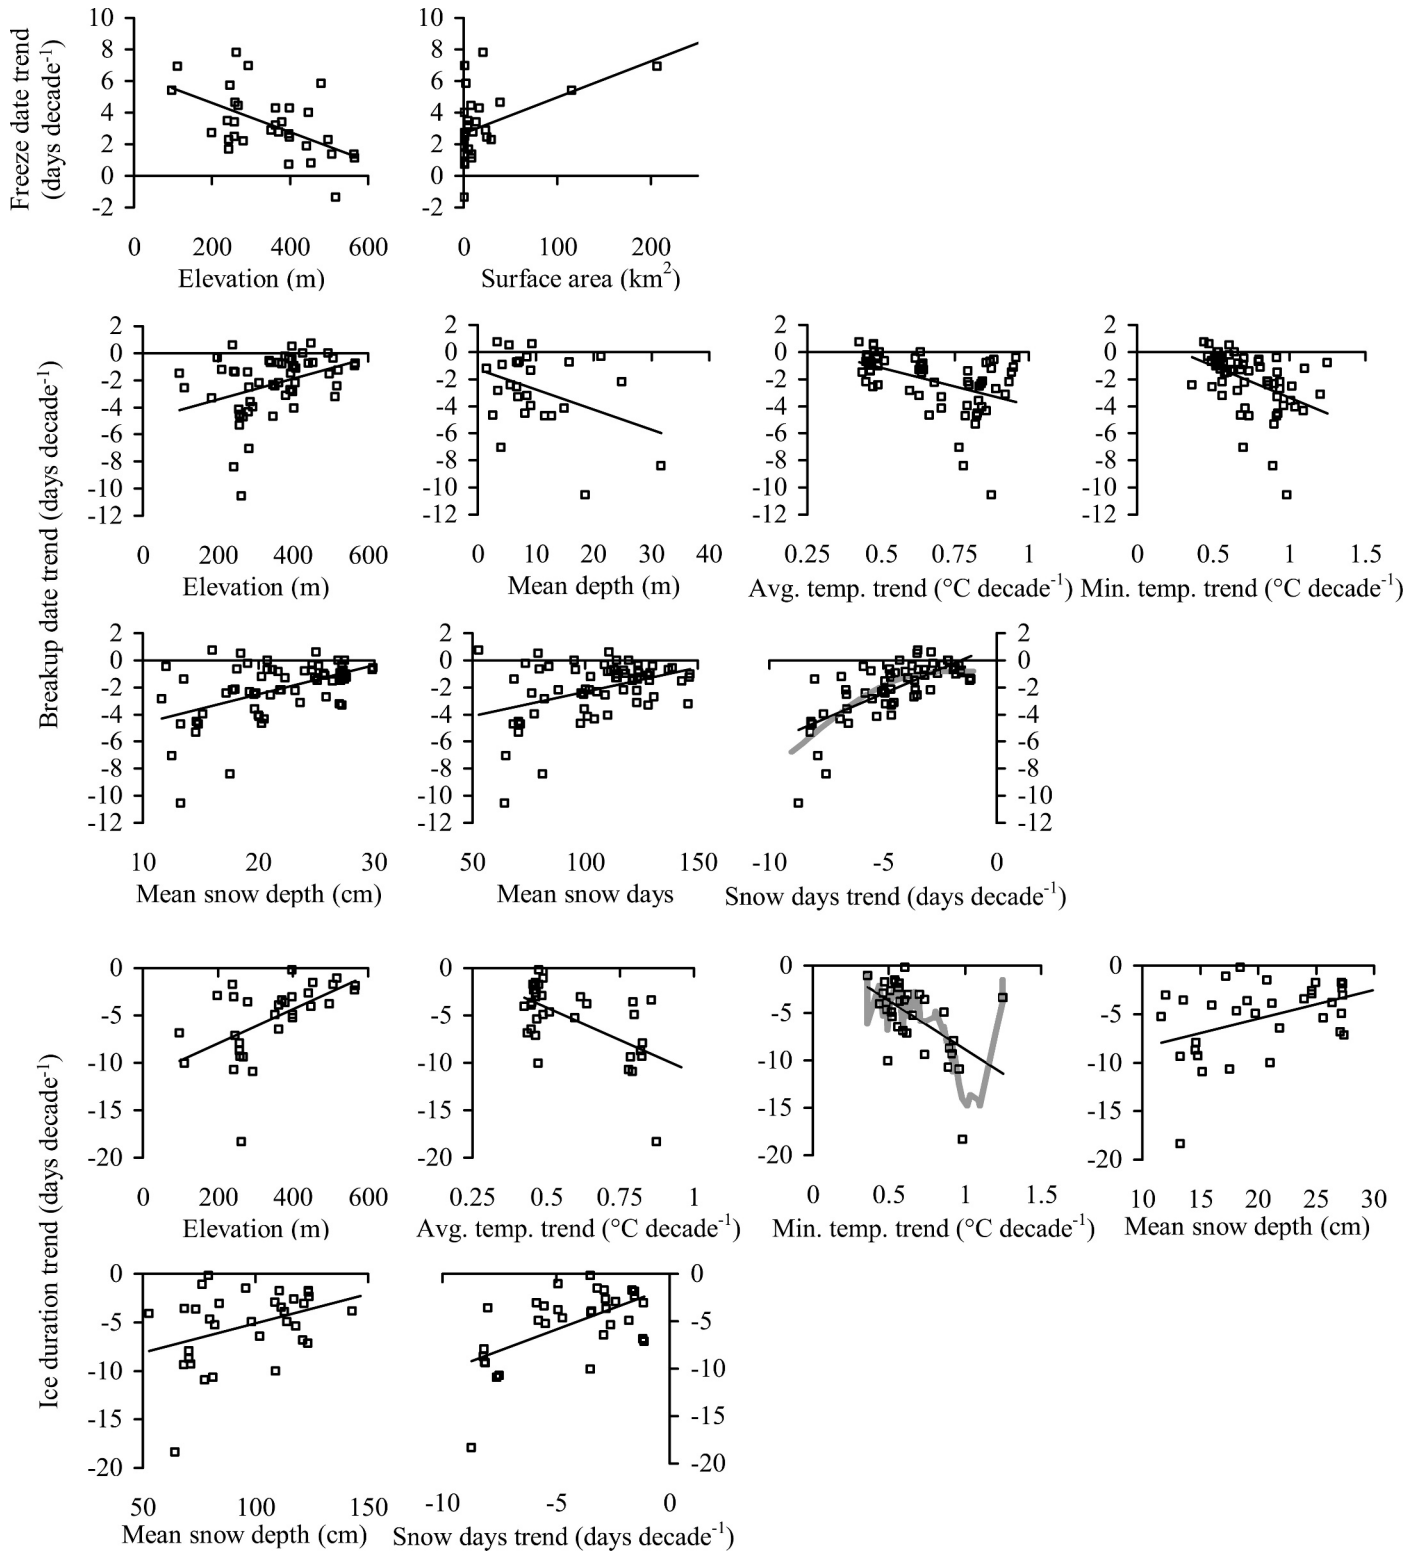 Freeze date trend
(days decade⁻¹)
10
8
6
4
2
0
-2
0 200 400 600
Elevation (m)
10
8
6
4
2
0
-2
0 100 200
Surface area (km²)
Breakup date trend (days decade⁻¹)
2
0
-2
-4
-6
-8
-10
-12
0 200 400 600
Elevation (m)
2
0
-2
-4
-6
-8
-10
-12
0 10 20 30 40
Mean depth (m)
2
0
-2
-4
-6
-8
-10
-12
0.25 0.5 0.75 1
Avg. temp. trend (°C decade⁻¹)
2
0
-2
-4
-6
-8
-10
-12
0 0.5 1 1.5
Min. temp. trend (°C decade⁻¹)
2
0
-2
-4
-6
-8
-10
-12
10 20 30
Mean snow depth (cm)
2
0
-2
-4
-6
-8
-10
-12
50 100 150
Mean snow days
2
0
-2
-4
-6
-8
-10
-12
-10 -5 0
Snow days trend (days decade⁻¹)
Ice duration trend (days decade⁻¹)
0
-5
-10
-15
-20
0 200 400 600
Elevation (m)
0
-5
-10
-15
-20
0.25 0.5 0.75 1
Avg. temp. trend (°C decade⁻¹)
0
-5
-10
-15
-20
0 0.5 1 1.5
Min. temp. trend (°C decade⁻¹)
0
-5
-10
-15
-20
10 15 20 25 30
Mean snow depth (cm)
0
-5
-10
-15
-20
50 100 150
Mean snow depth (cm)
0
-5
-10
-15
-20
-10 -5 0
Snow days trend (days decade⁻¹)